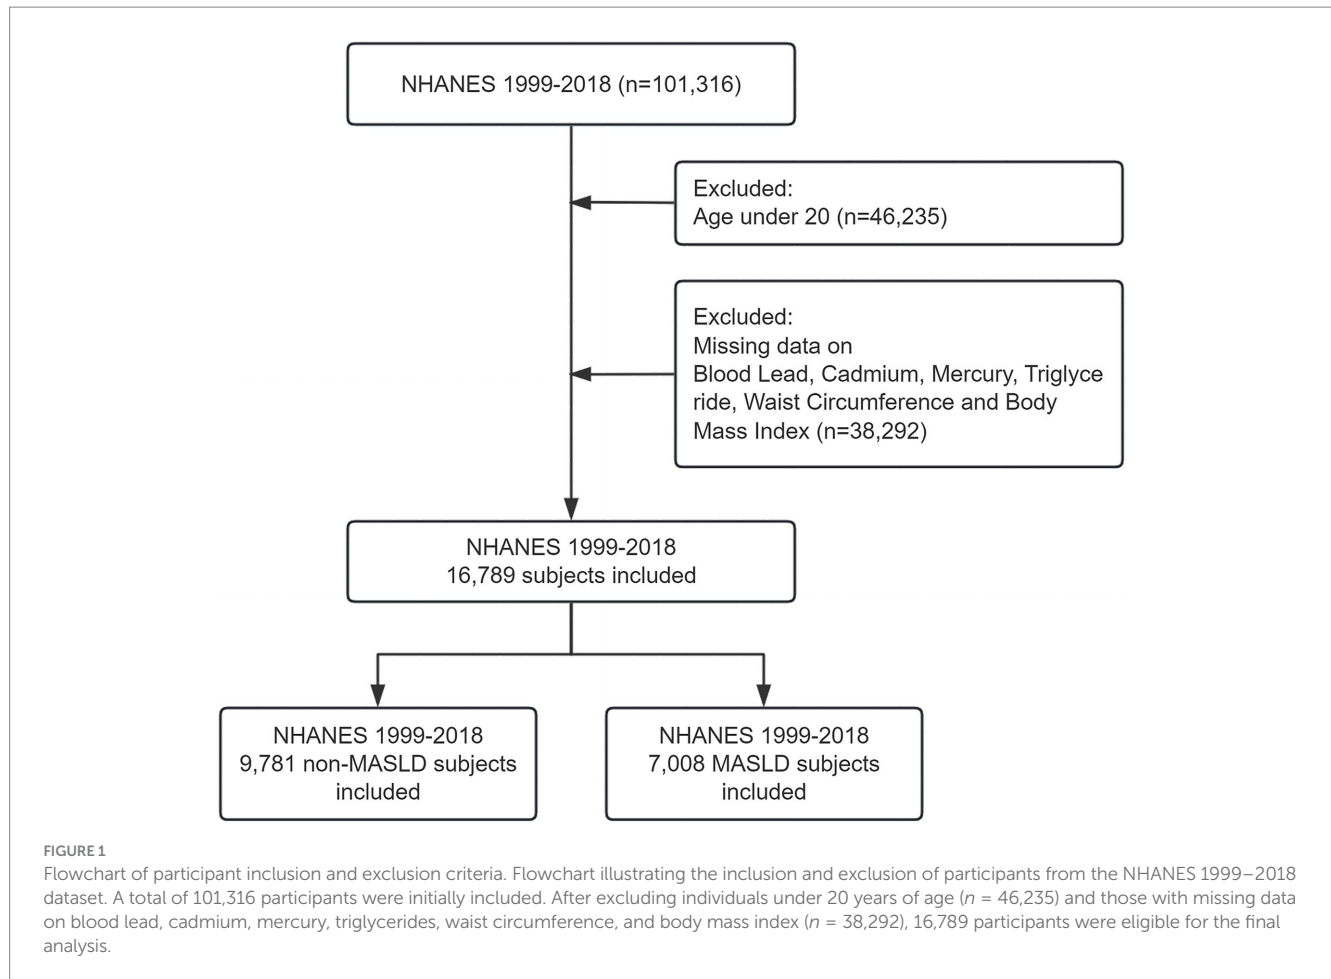 NHANES 1999-2018 (n=101,316)
Excluded:
Age under 20 (n=46,235)
Excluded:
Missing data on
Blood Lead, Cadmium, Mercury, Triglyce
ride, Waist Circumference and Body
Mass Index (n=38,292)
NHANES 1999-2018
16,789 subjects included
NHANES 1999-2018
9,781 non-MASLD subjects
included
NHANES 1999-2018
7,008 MASLD subjects
included
FIGURE 1
Flowchart of participant inclusion and exclusion criteria. Flowchart illustrating the inclusion and exclusion of participants from the NHANES 1999–2018
dataset. A total of 101,316 participants were initially included. After excluding individuals under 20 years of age (n = 46,235) and those with missing data
on blood lead, cadmium, mercury, triglycerides, waist circumference, and body mass index (n = 38,292), 16,789 participants were eligible for the final
analysis.